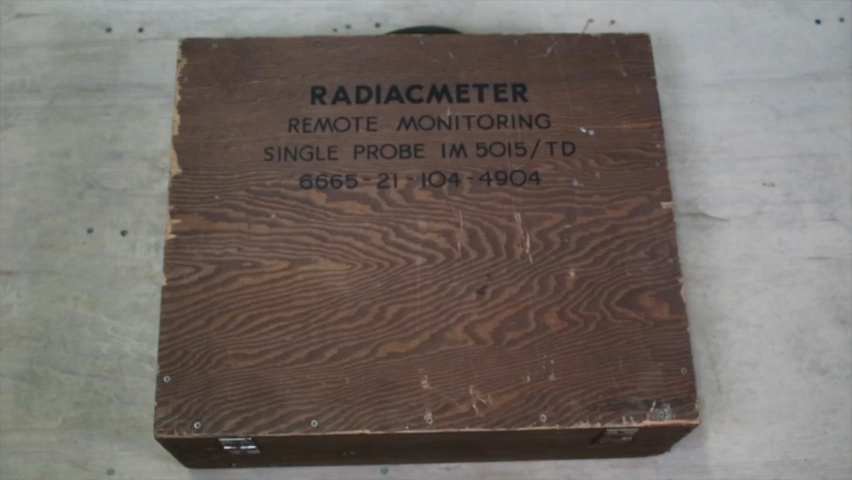 RADIACMETER
REMOTE MONITORING
SINGLE PROBE IM 5015/TD
6665-21-104-4904